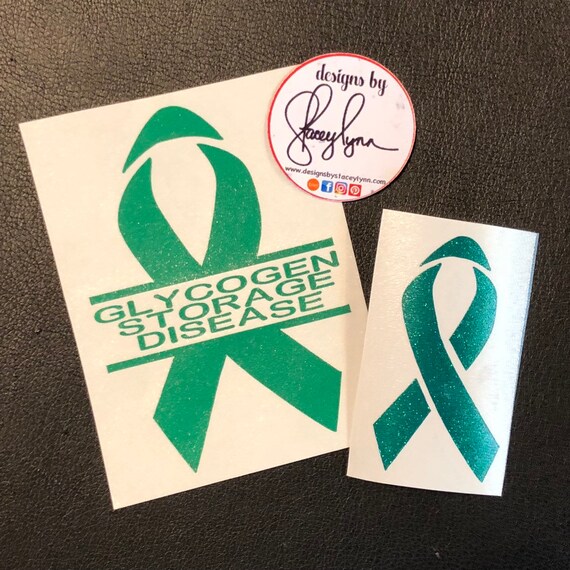 designs by
Stacey Lynn
www.designsbystaceylynn.com
GLYCOGEN
STORAGE
DISEASE